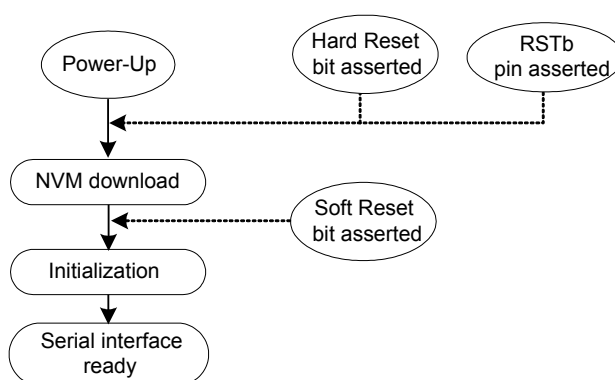 Power-Up
Hard Reset
bit asserted
RSTb
pin asserted
NVM download
Soft Reset
bit asserted
Initialization
Serial interface
ready